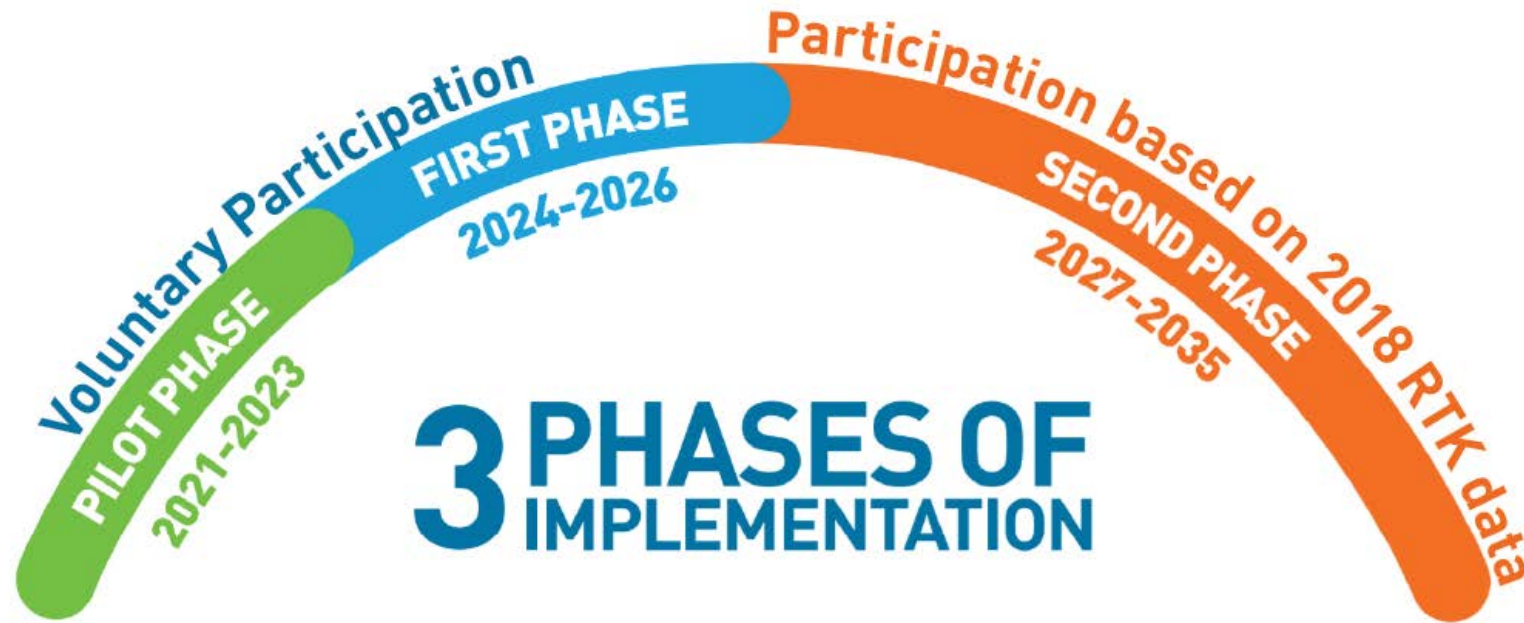 Voluntary Participation
PILOT PHASE
2021-2023
FIRST PHASE
2024-2026
Participation based on 2018 RTK data
SECOND PHASE
2027-2035
3 PHASES OF
IMPLEMENTATION